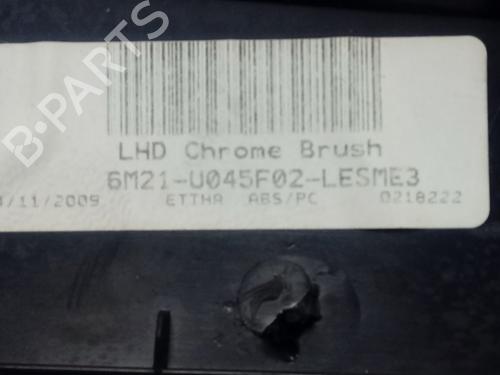 LHD Chrome Brush
6M21-U045F02-LESME3
/11/2009 ETTHA ABS/PC 0218222
B-PARTS